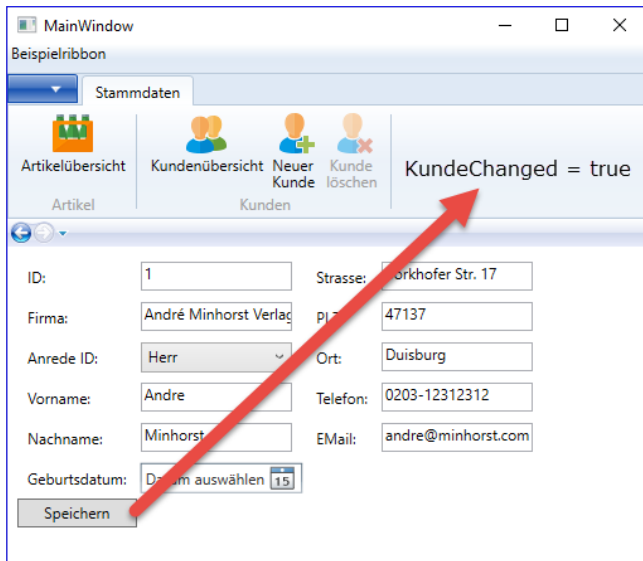 MainWindow
Beispielribbon
Stammdaten
Artikelübersicht
Kundenübersicht
Neuer
Kunde
Kunde
löschen
KundeChanged = true
Artikel
Kunden
ID: 1 Strasse: Str. 17
Firma: André Minhorst Verlag 47137
Anrede ID: Herr Ort: Duisburg
Vorname: Andre Telefon: 0203-12312312
Nachname: Minhorst EMail: andre@minhorst.com
Geburtsdatum: Datum auswählen 15
Speichern